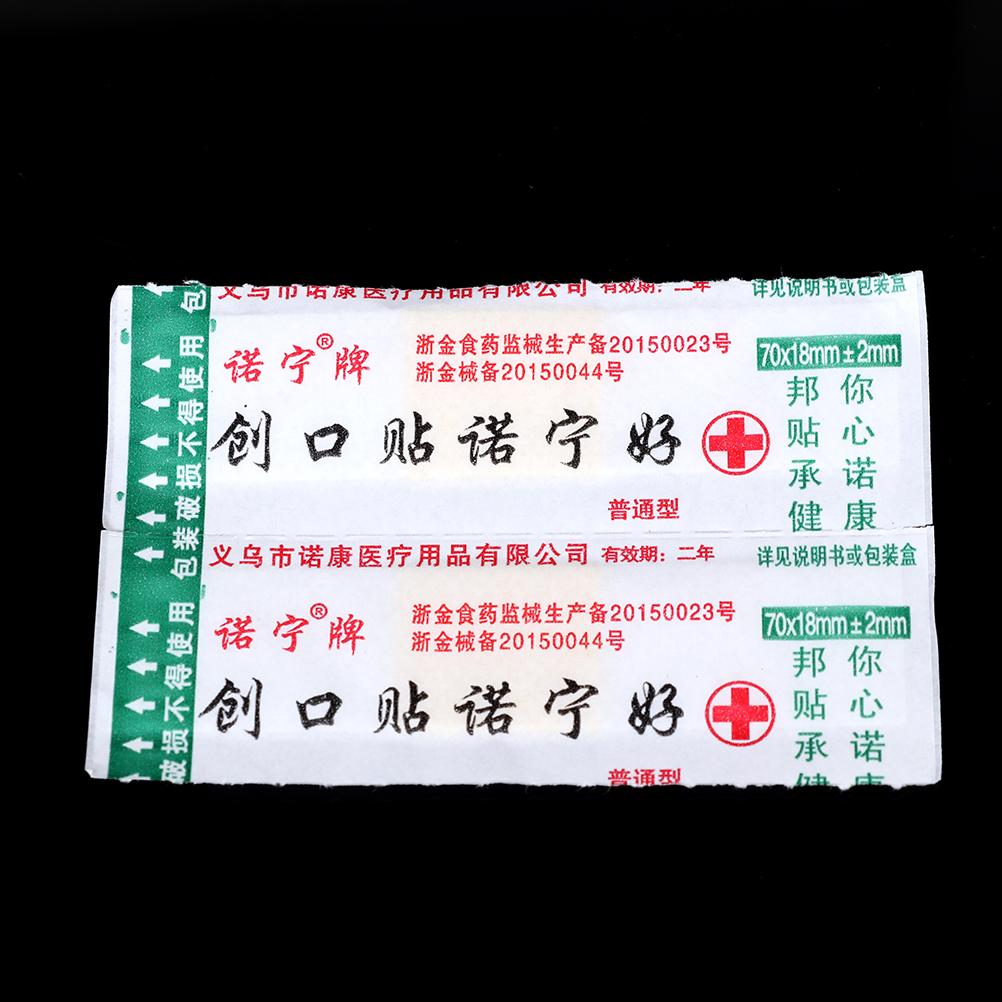 义乌市诺康医疗用品有限公司 有效期：二年 详见说明书或包装盒
诺宁®牌
浙金食药监械生产备20150023号
浙金械备20150044号
70x18mm±2mm
创口贴诺宁好
邦你
贴心
承诺
健康
普通型
包装破损不得使用
义乌市诺康医疗用品有限公司 有效期：二年 详见说明书或包装盒
诺宁®牌
浙金食药监械生产备20150023号
浙金械备20150044号
70x18mm±2mm
创口贴诺宁好
邦你
贴心
承诺
健康
普通型
破损不得使用
包